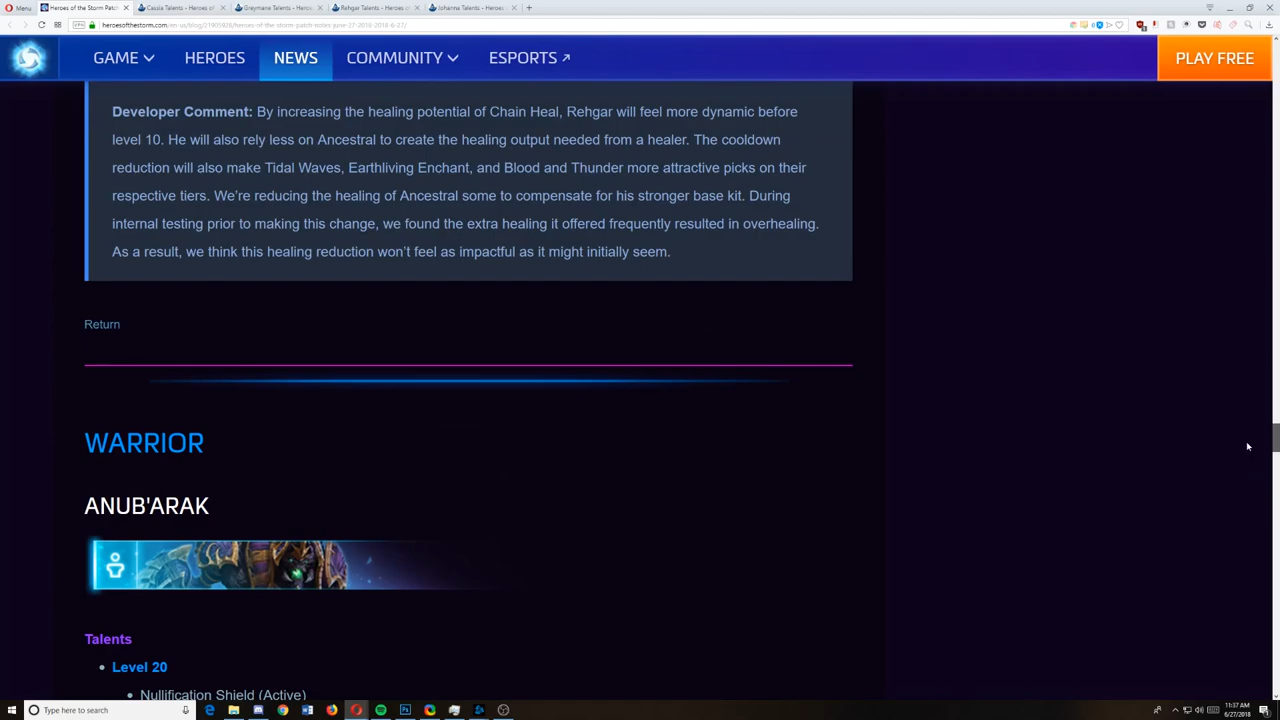 Menu
Heroes of the Storm Patch
Cassia Talents - Heroes of
Greymane Talents - Heroes
Rehgar Talents - Heroes of
Johanna Talents - Heroes
VPN
heroesofthestorm.com/en-us/blog/21901920/heroes-of-the-storm-patch-notes-june-27-2018-2018-6-27/
GAME
HEROES
NEWS
COMMUNITY
ESPORTS
PLAY FREE
Developer Comment: By increasing the healing potential of Chain Heal, Rehgar will feel more dynamic before
level 10. He will also rely less on Ancestral to create the healing output needed from a healer. The cooldown
reduction will also make Tidal Waves, Earthliving Enchant, and Blood and Thunder more attractive picks on their
respective tiers. We're reducing the healing of Ancestral some to compensate for his stronger base kit. During
internal testing prior to making this change, we found the extra healing it offered frequently resulted in overhealing.
As a result, we think this healing reduction won't feel as impactful as it might initially seem.
Return
WARRIOR
ANUB'ARAK
Talents
• Level 20
• Nullification Shield (Active)
Type here to search
11:37 AM
6/27/2018